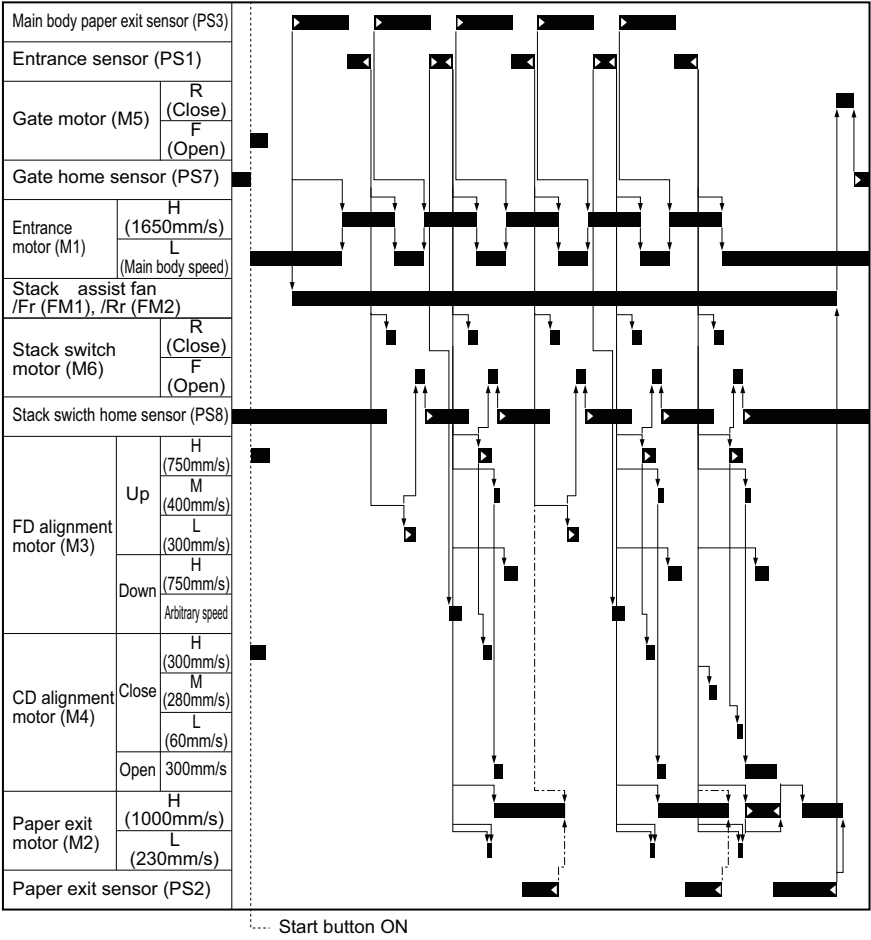 Main body paper exit sensor (PS3)
Entrance sensor (PS1)
Gate motor (M5)
R
(Close)
F
(Open)
Gate home sensor (PS7)
Entrance
motor (M1)
H
(1650mm/s)
L
(Main body speed)
Stack assist fan
/Fr (FM1), /Rr (FM2)
Stack switch
motor (M6)
R
(Close)
F
(Open)
Stack swicth home sensor (PS8)
FD alignment
motor (M3)
Up
H
(750mm/s)
M
(400mm/s)
L
(300mm/s)
Down
H
(750mm/s)
Arbitrary speed
CD alignment
motor (M4)
Close
H
(300mm/s)
M
(280mm/s)
L
(60mm/s)
Open
300mm/s
Paper exit
motor (M2)
H
(1000mm/s)
L
(230mm/s)
Paper exit sensor (PS2)
Start button ON